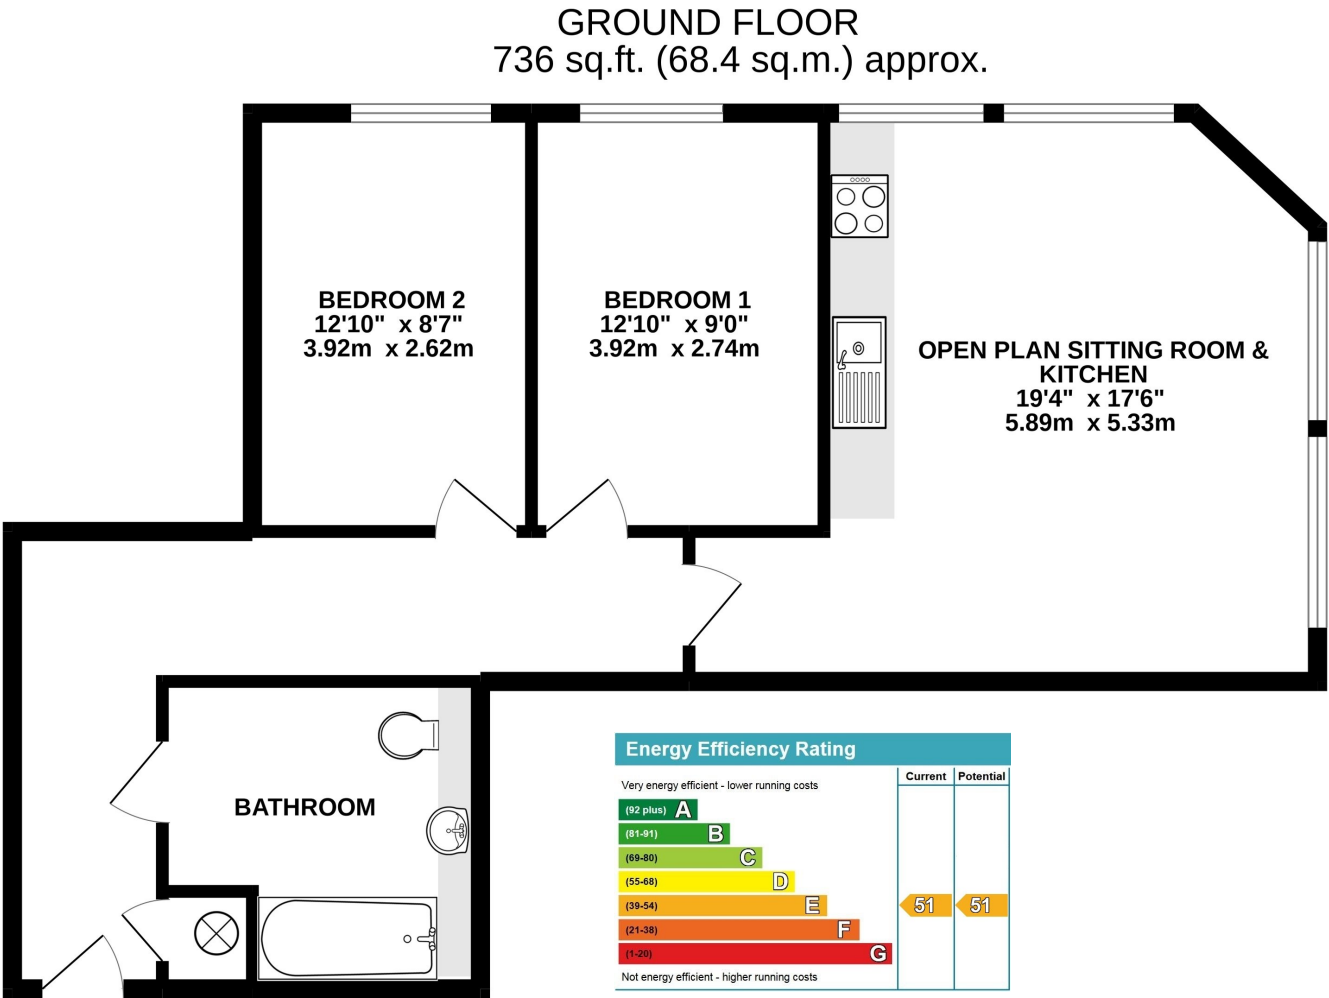 GROUND FLOOR
736 sq.ft. (68.4 sq.m.) approx.
BEDROOM 2
12'10" x 8'7"
3.92m x 2.62m
BEDROOM 1
12'10" x 9'0"
3.92m x 2.74m
OPEN PLAN SITTING ROOM &
KITCHEN
19'4" x 17'6"
5.89m x 5.33m
BATHROOM
Energy Efficiency Rating
Current Potential
Very energy efficient - lower running costs
(92 plus) A
(81-91) B
(69-80) C
(55-68) D
(39-54) E 51 51
(21-38) F
(1-20) G
Not energy efficient - higher running costs